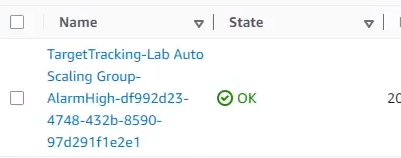 Name State
TargetTracking-Lab Auto
Scaling Group-
AlarmHigh-df992d23-
4748-432b-8590-
97d291f1e2e1
OK 20